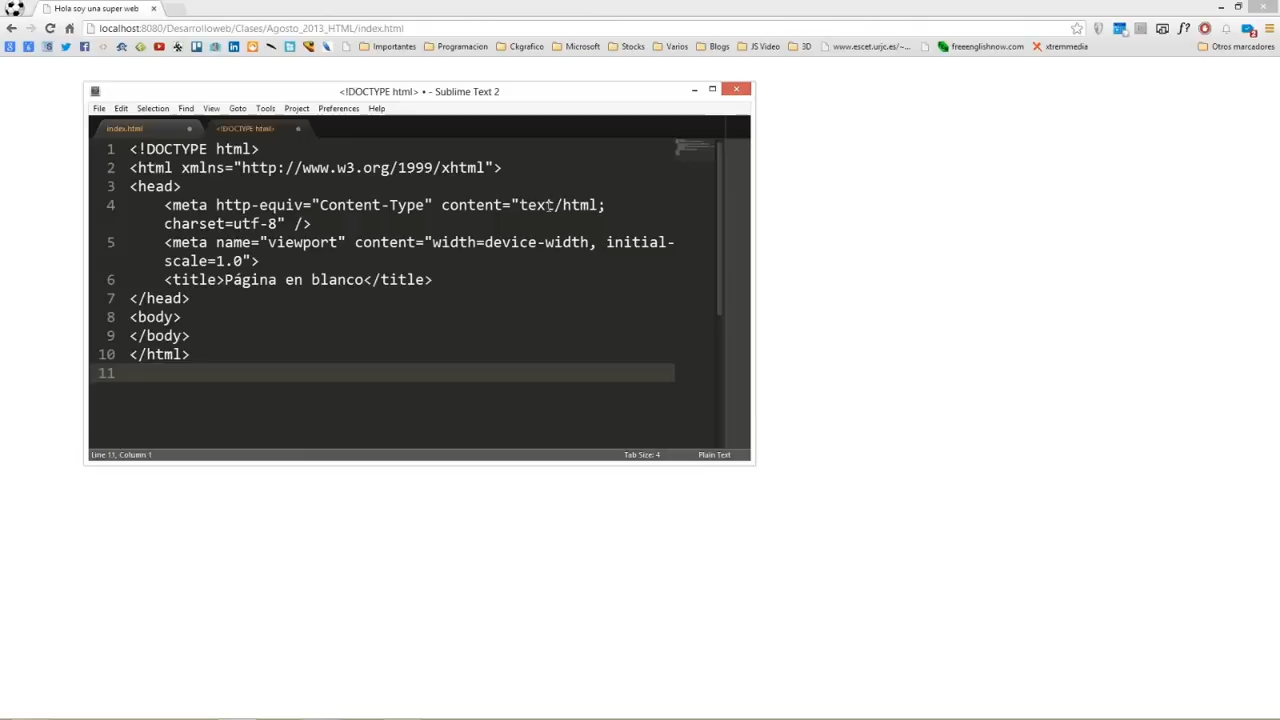 Hola soy una super web
localhost:8080/Desarrolloweb/Clases/Agosto_2013_HTML/index.html
Importantes Programacion Ckgrafico Microsoft Stocks Varios Blogs JS Video 3D www.escet.urjc.es/~... freeenglishnow.com xtremmedia Otros marcadores
<!DOCTYPE html> • - Sublime Text 2
File Edit Selection Find View Goto Tools Project Preferences Help
index.html <!DOCTYPE html>
1 <!DOCTYPE html>
2 <html xmlns="http://www.w3.org/1999/xhtml">
3 <head>
4 <meta http-equiv="Content-Type" content="text/html;
charset=utf-8" />
5 <meta name="viewport" content="width=device-width, initial-
scale=1.0">
6 <title>Página en blanco</title>
7 </head>
8 <body>
9 </body>
10 </html>
11
Line 11, Column 1 Tab Size: 4 Plain Text